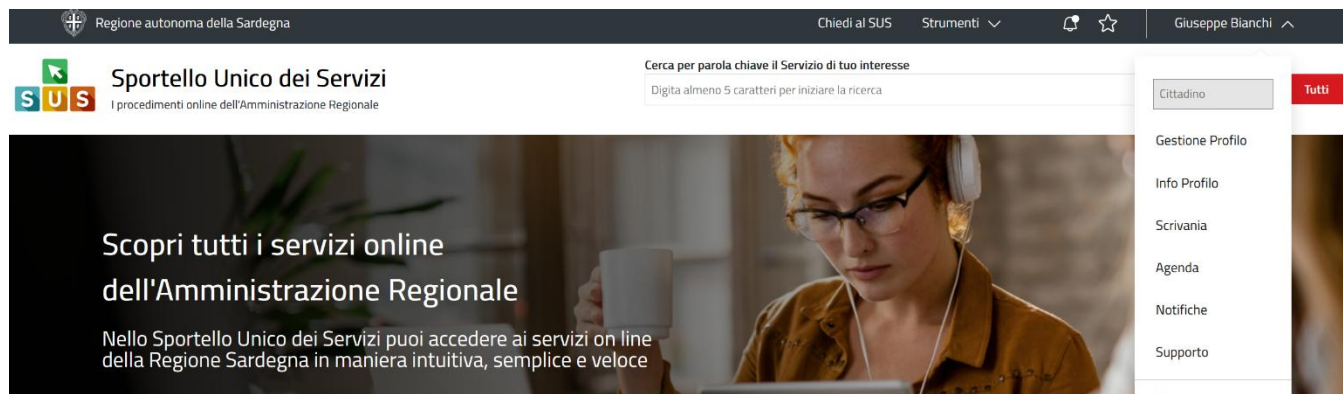 Regione autonoma della Sardegna
Chiedi al SUS
Strumenti
Giuseppe Bianchi
SUS
Sportello Unico dei Servizi
I procedimenti online dell'Amministrazione Regionale
Cerca per parola chiave il Servizio di tuo interesse
Digita almeno 5 caratteri per iniziare la ricerca
Tutti
Cittadino
Gestione Profilo
Info Profilo
Scrivania
Agenda
Notifiche
Supporto
Scopri tutti i servizi online
dell'Amministrazione Regionale
Nello Sportello Unico dei Servizi puoi accedere ai servizi on line
della Regione Sardegna in maniera intuitiva, semplice e veloce